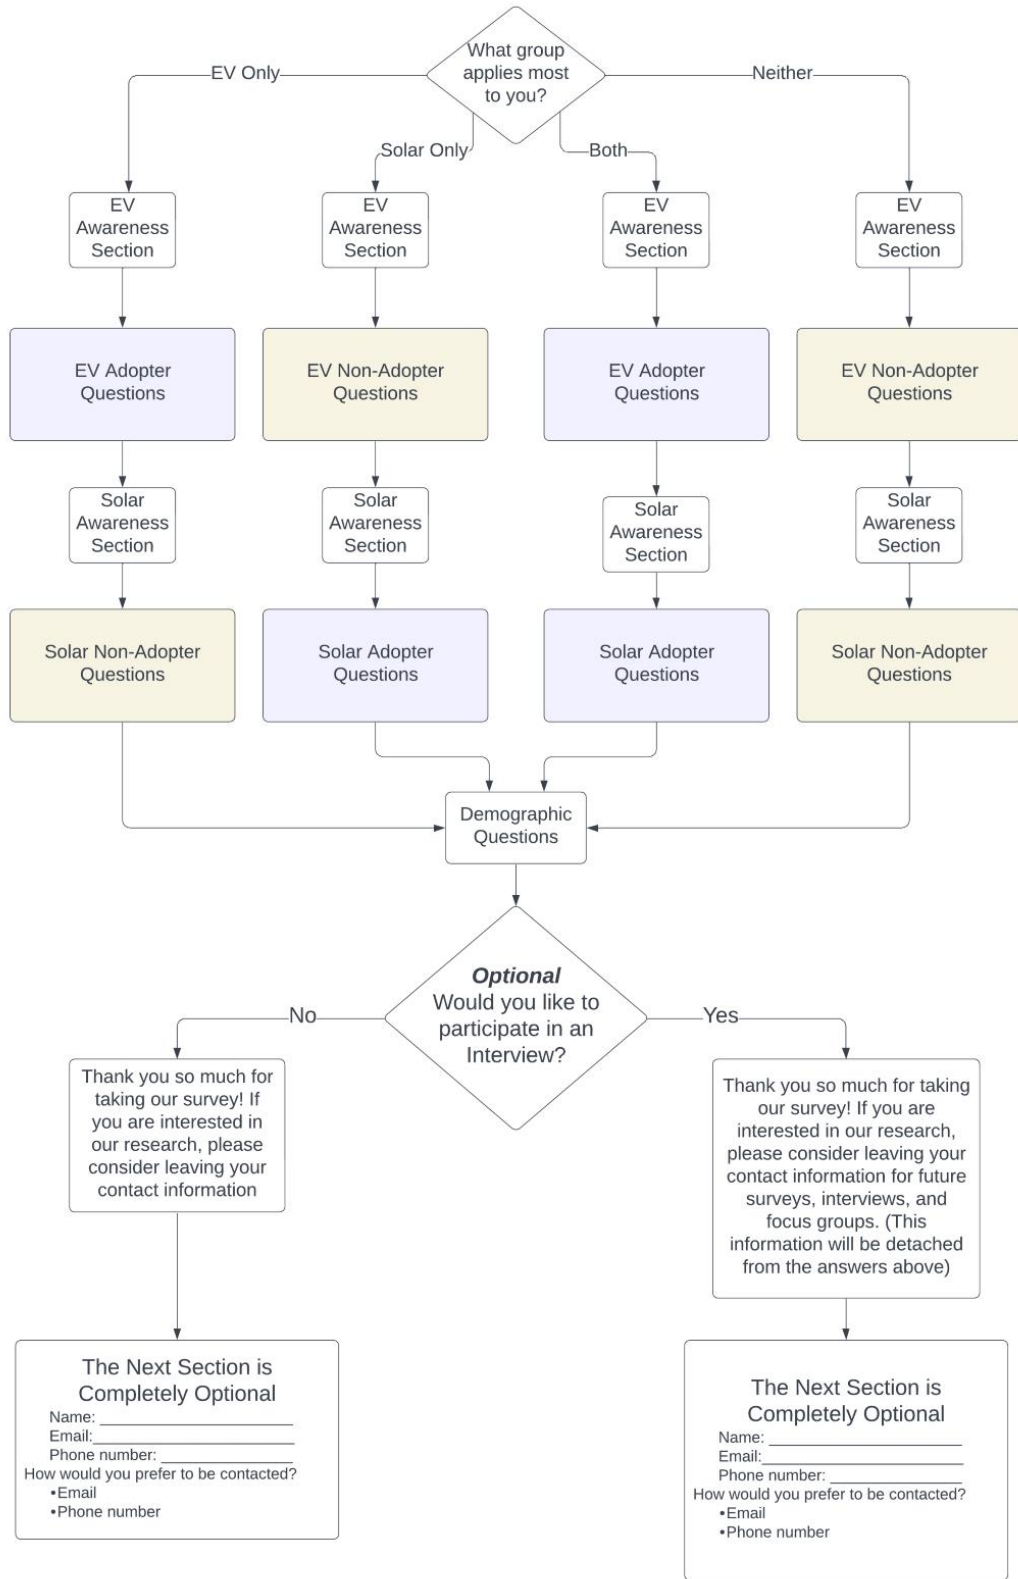 What group
applies most
to you?
EV Only
Neither
Solar Only
Both
EV
Awareness
Section
EV
Awareness
Section
EV
Awareness
Section
EV
Awareness
Section
EV Adopter
Questions
EV Non-Adopter
Questions
EV Adopter
Questions
EV Non-Adopter
Questions
Solar
Awareness
Section
Solar
Awareness
Section
Solar
Awareness
Section
Solar
Awareness
Section
Solar Non-Adopter
Questions
Solar Adopter
Questions
Solar Adopter
Questions
Solar Non-Adopter
Questions
Demographic
Questions
Optional
Would you like to
participate in an
Interview?
No
Yes
Thank you so much for
taking our survey! If
you are interested in
our research, please
consider leaving your
contact information
Thank you so much for taking
our survey! If you are
interested in our research,
please consider leaving your
contact information for future
surveys, interviews, and
focus groups. (This
information will be detached
from the answers above)
The Next Section is
Completely Optional
Name: ______________________
Email:_______________________
Phone number: _______________
How would you prefer to be contacted?
•Email
•Phone number
The Next Section is
Completely Optional
Name: ______________________
Email:_______________________
Phone number: _______________
How would you prefer to be contacted?
•Email
•Phone number